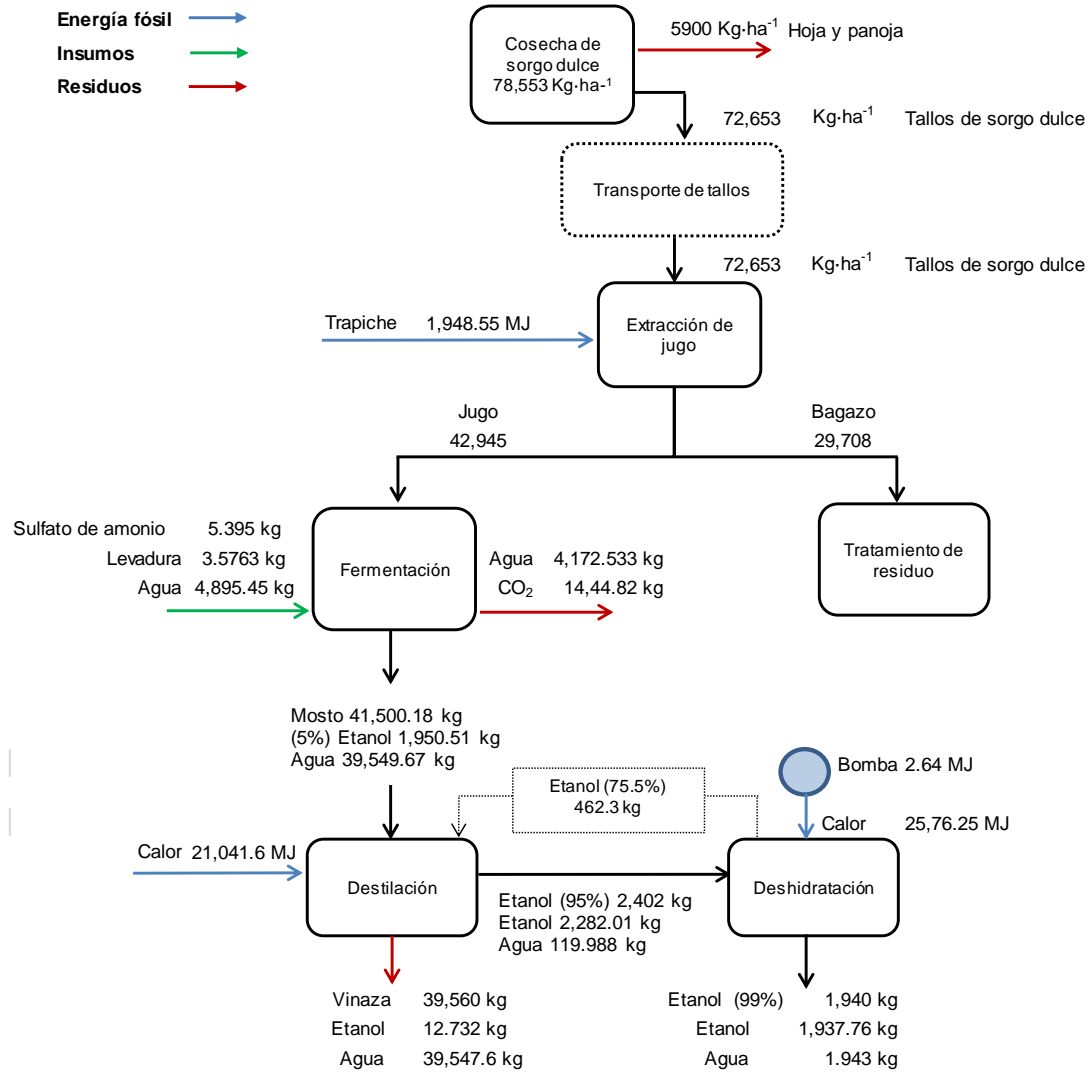 Energía fósil
Insumos
Residuos
5900 Kg·ha-1 Hoja y panoja
Cosecha de
sorgo dulce
78,553 Kg·ha-1
72,653 Kg·ha-1 Tallos de sorgo dulce
Transporte de tallos
72,653 Kg·ha-1 Tallos de sorgo dulce
Trapiche 1,948.55 MJ
Extracción de
jugo
Jugo
42,945
Bagazo
29,708
Sulfato de amonio 5.395 kg
Levadura 3.5763 kg
Agua 4,895.45 kg
Fermentación
Agua 4,172.533 kg
CO2 14,44.82 kg
Tratamiento de
residuo
Mosto 41,500.18 kg
(5%) Etanol 1,950.51 kg
Agua 39,549.67 kg
Etanol (75.5%)
462.3 kg
Bomba 2.64 MJ
Calor 25,76.25 MJ
Calor 21,041.6 MJ
Destilación
Etanol (95%) 2,402 kg
Etanol 2,282.01 kg
Agua 119.988 kg
Deshidratación
Vinaza 39,560 kg
Etanol 12.732 kg
Agua 39,547.6 kg
Etanol (99%) 1,940 kg
Etanol 1,937.76 kg
Agua 1.943 kg